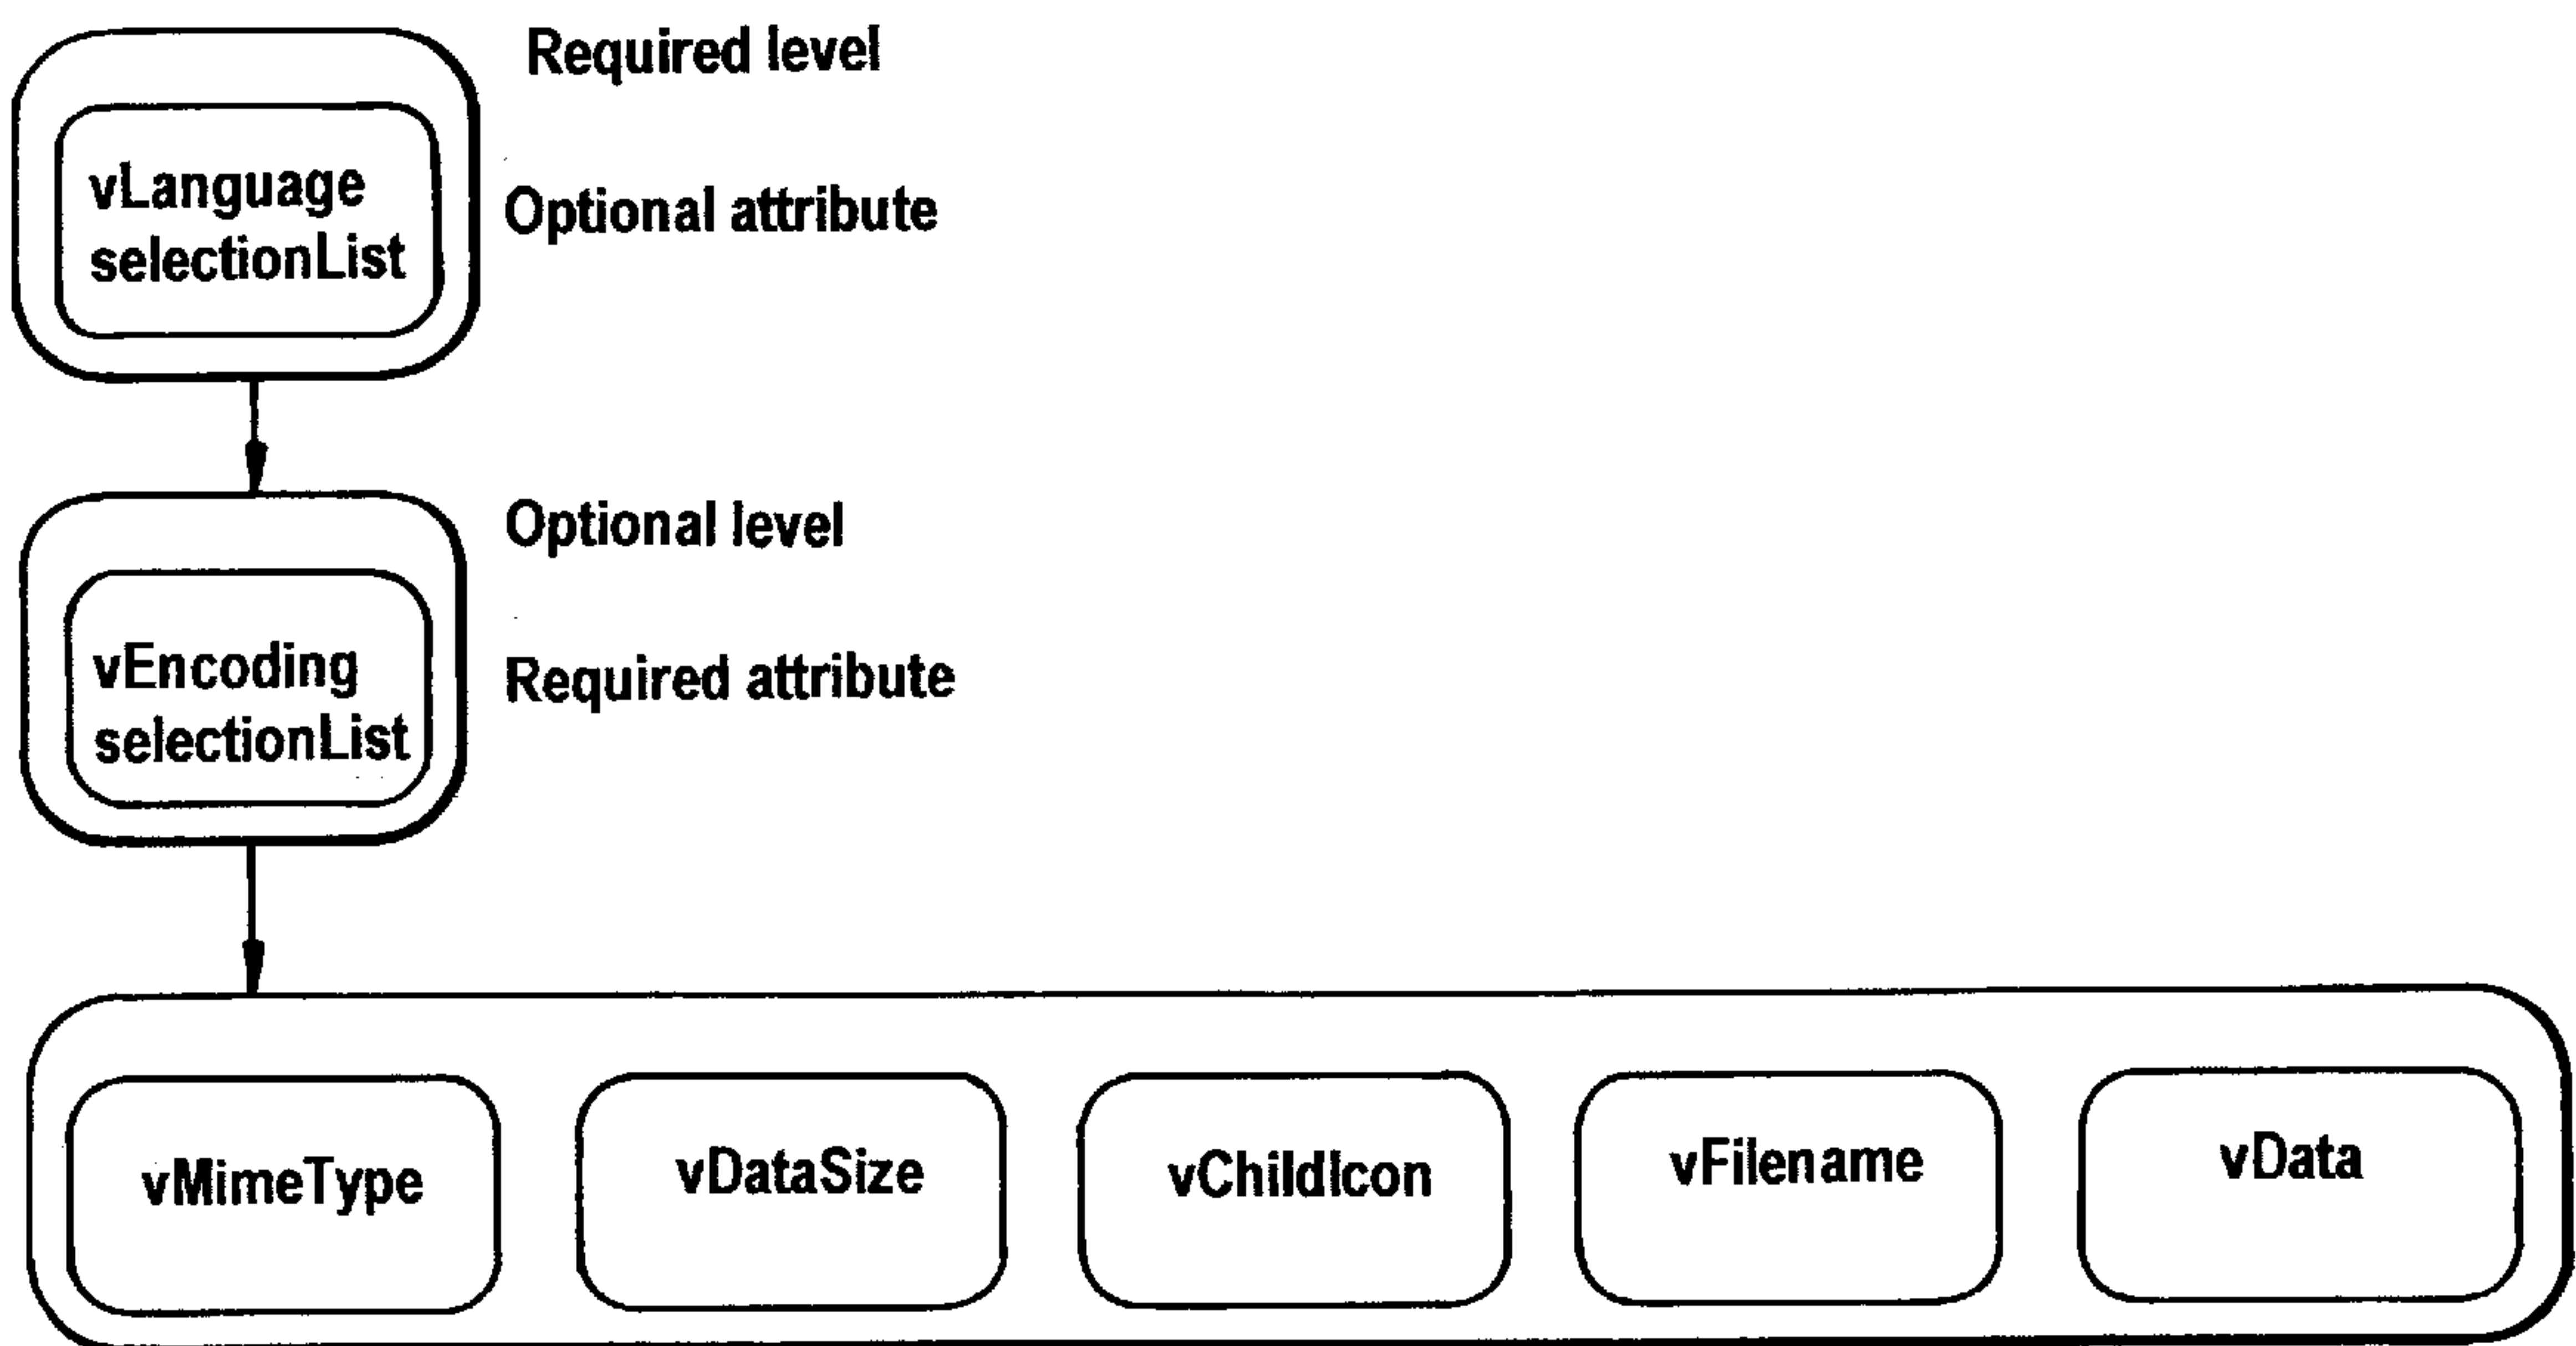 Required level
vLanguage
selectionList
Optional attribute
Optional level
vEncoding
selectionList
Required attribute
vMimeType
vDataSize
vChildIcon
vFilename
vData